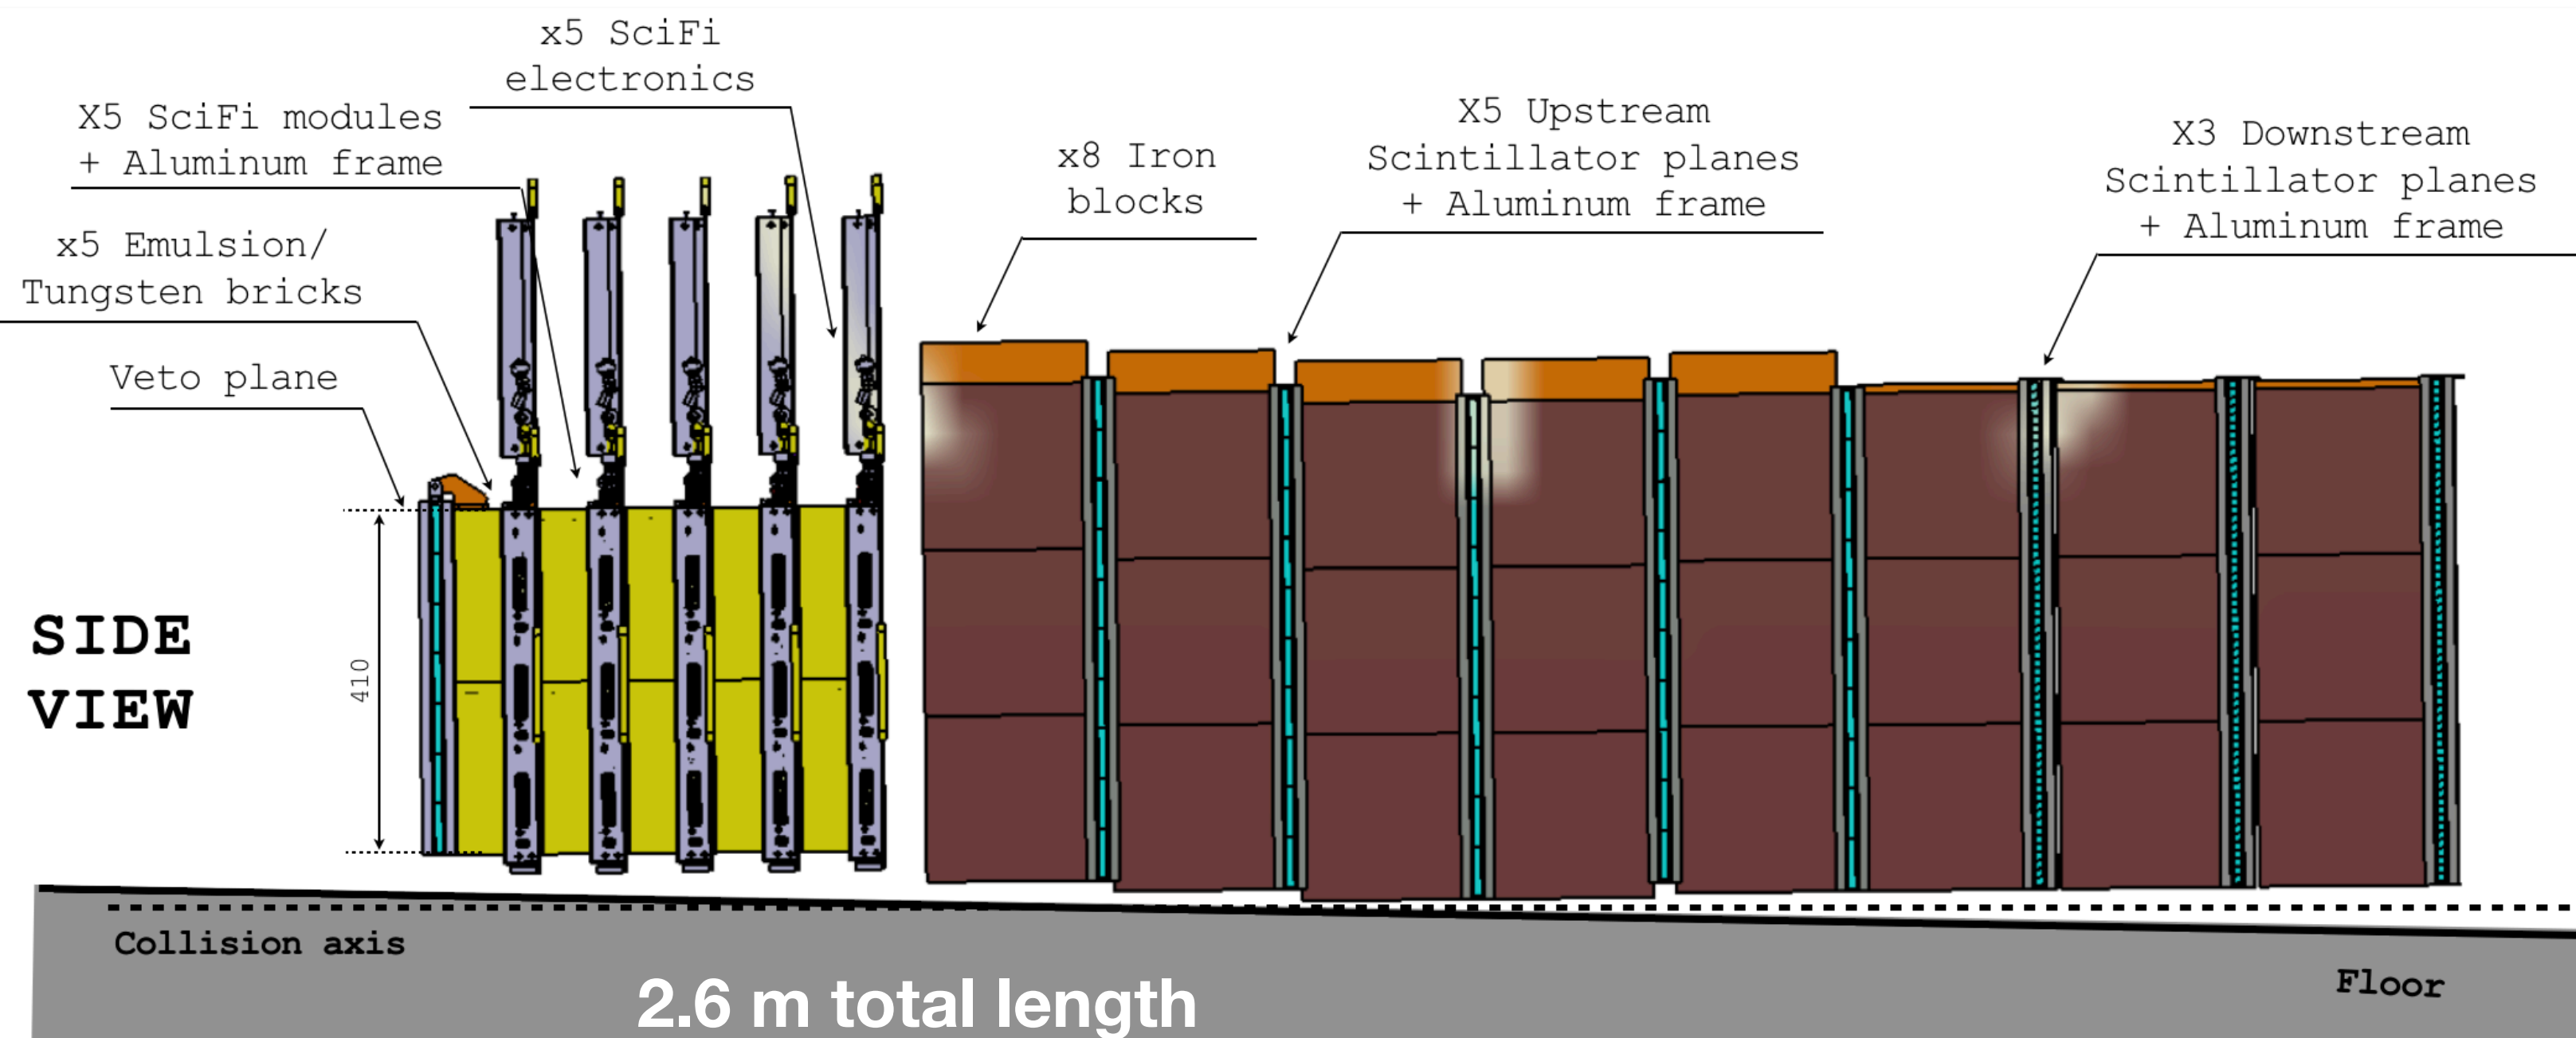 x5 SciFi
electronics
X5 SciFi modules
+ Aluminum frame
x5 Emulsion/
Tungsten bricks
Veto plane
x8 Iron
blocks
X5 Upstream
Scintillator planes
+ Aluminum frame
X3 Downstream
Scintillator planes
+ Aluminum frame
SIDE
VIEW
410
Collision axis
Floor
2.6 m total length